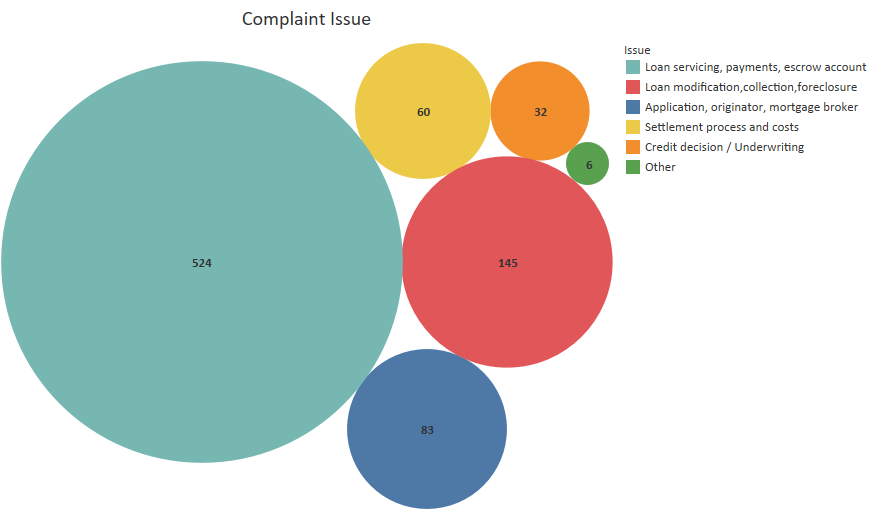 Complaint Issue
Issue
Loan servicing, payments, escrow account
Loan modification,collection,foreclosure
Application, originator, mortgage broker
Settlement process and costs
Credit decision / Underwriting
Other
60
32
6
524
145
83